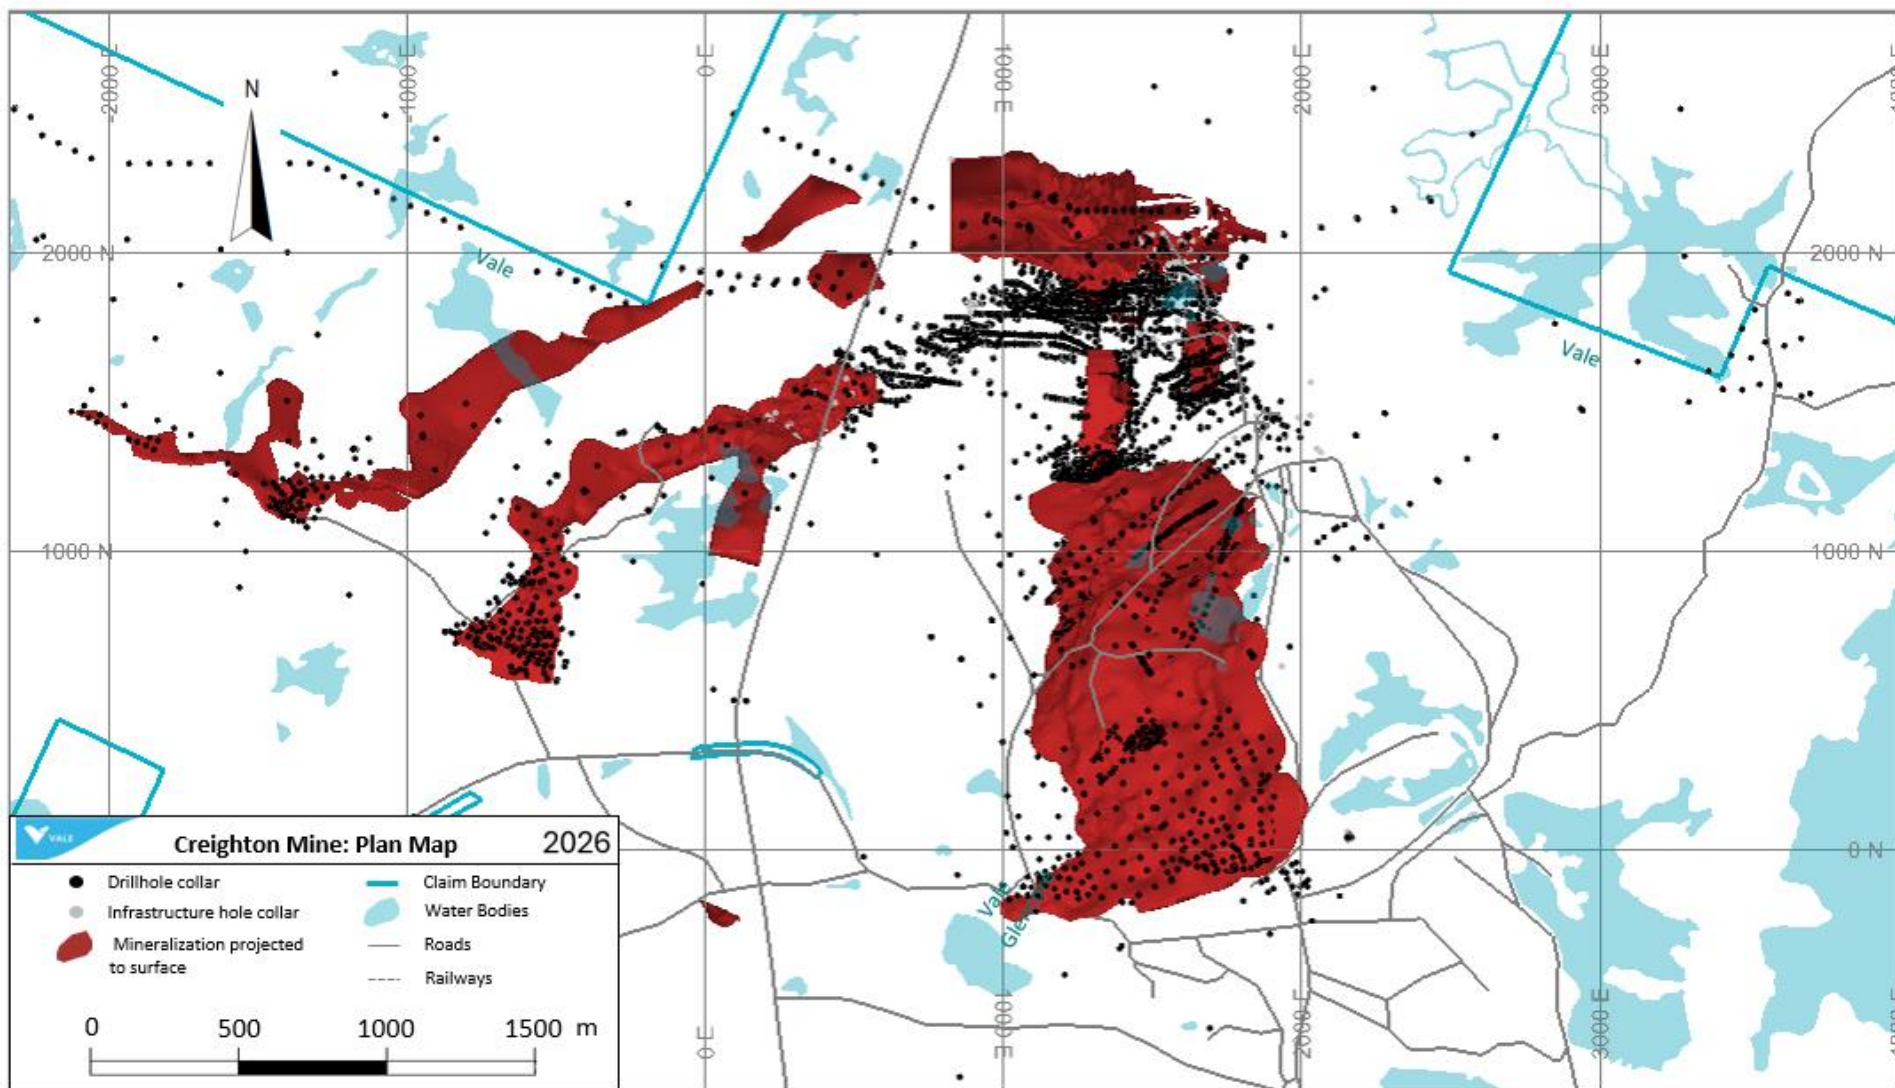 -2000 E
-1000 E
0 E
1000 E
2000 E
3000 E
N
2000 N
2000 N
Vale
Vale
1000 N
1000 N
0 N
Vale
VALE
Creighton Mine: Plan Map
2026
Drillhole collar
Claim Boundary
Infrastructure hole collar
Water Bodies
Mineralization projected
to surface
Roads
Railways
0
500
1000
1500 m
0 E
1000 E
2000 E
3000 E